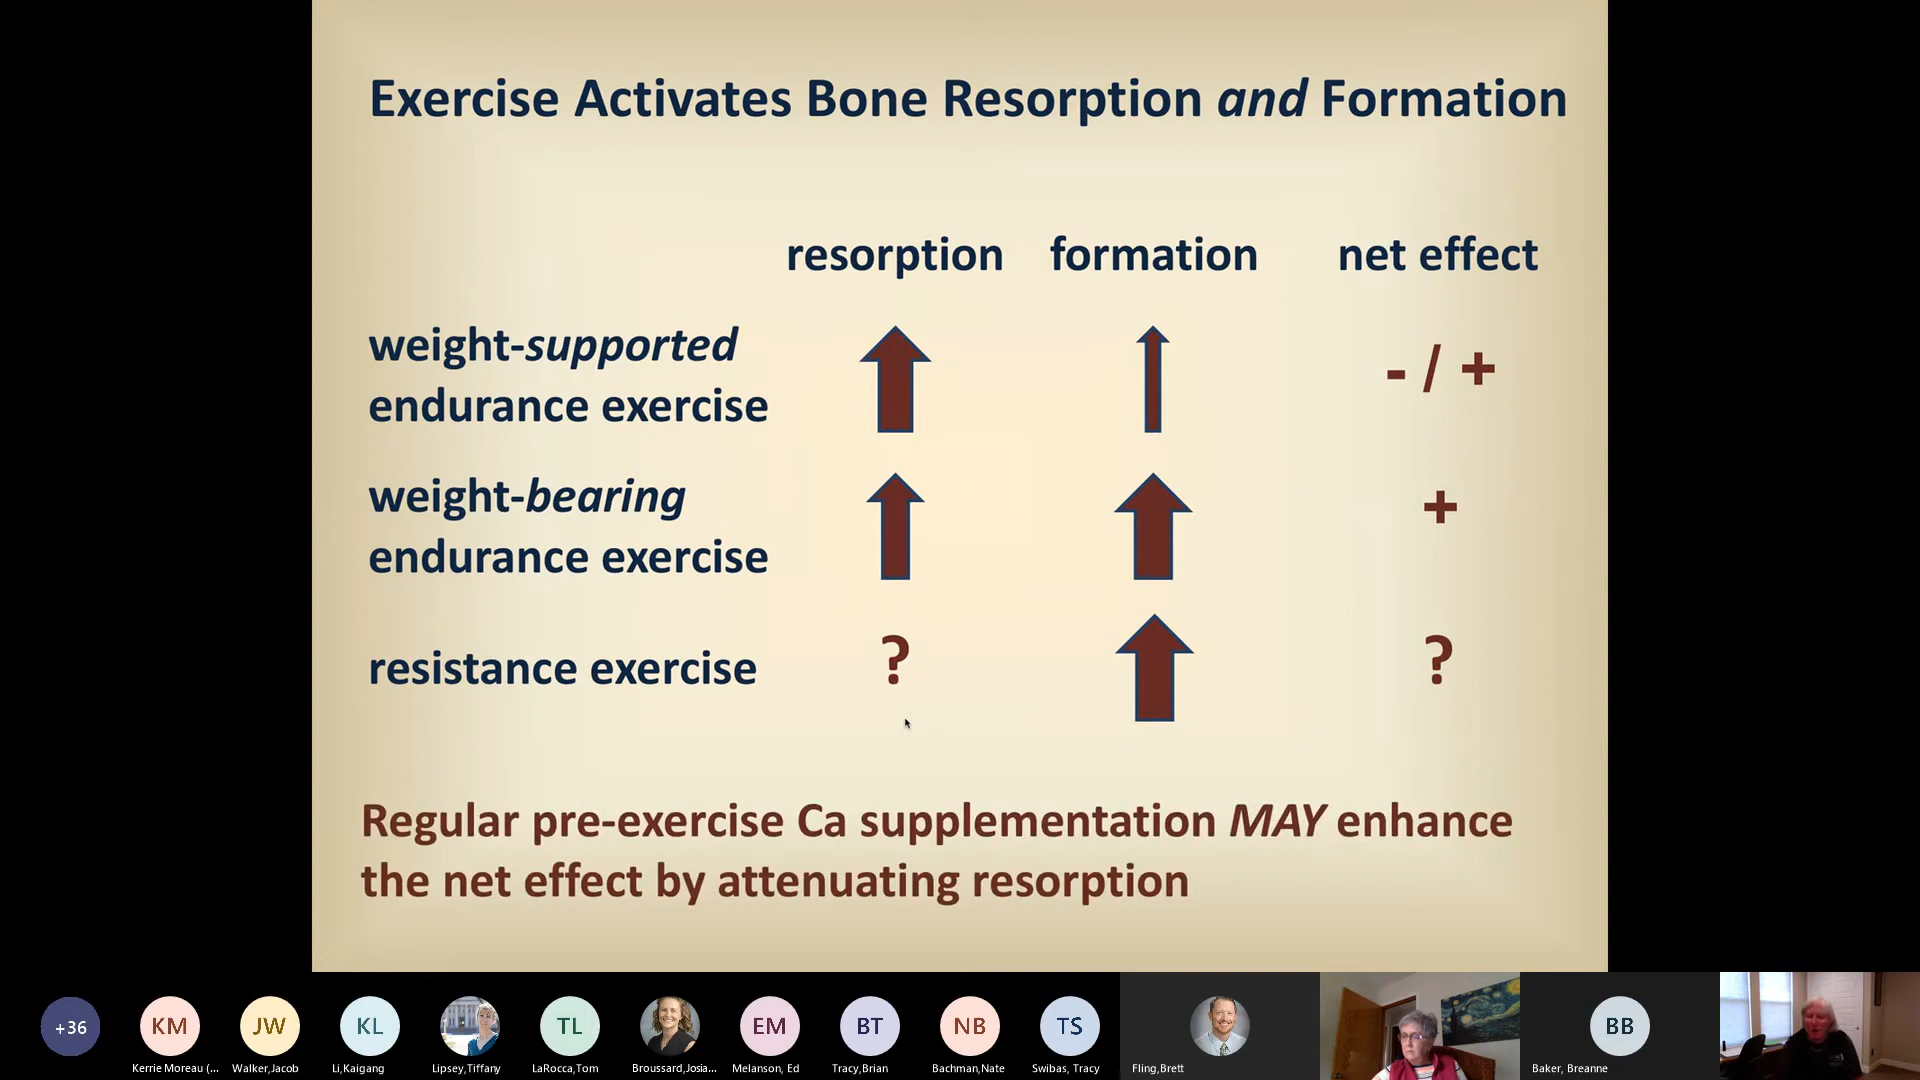 Exercise Activates Bone Resorption and Formation
resorption formation net effect
weight-supported
endurance exercise
- / +
weight-bearing
endurance exercise
+
resistance exercise
?
?
Regular pre-exercise Ca supplementation MAY enhance
the net effect by attenuating resorption
+36
KM
JW
KL
TL
EM
BT
NB
TS
BB
Kerrie Moreau (...
Walker,Jacob
Li,Kaigang
Lipsey,Tiffany
LaRocca,Tom
Broussard,Josia...
Melanson, Ed
Tracy,Brian
Bachman,Nate
Swibas, Tracy
Fling,Brett
Baker, Breanne